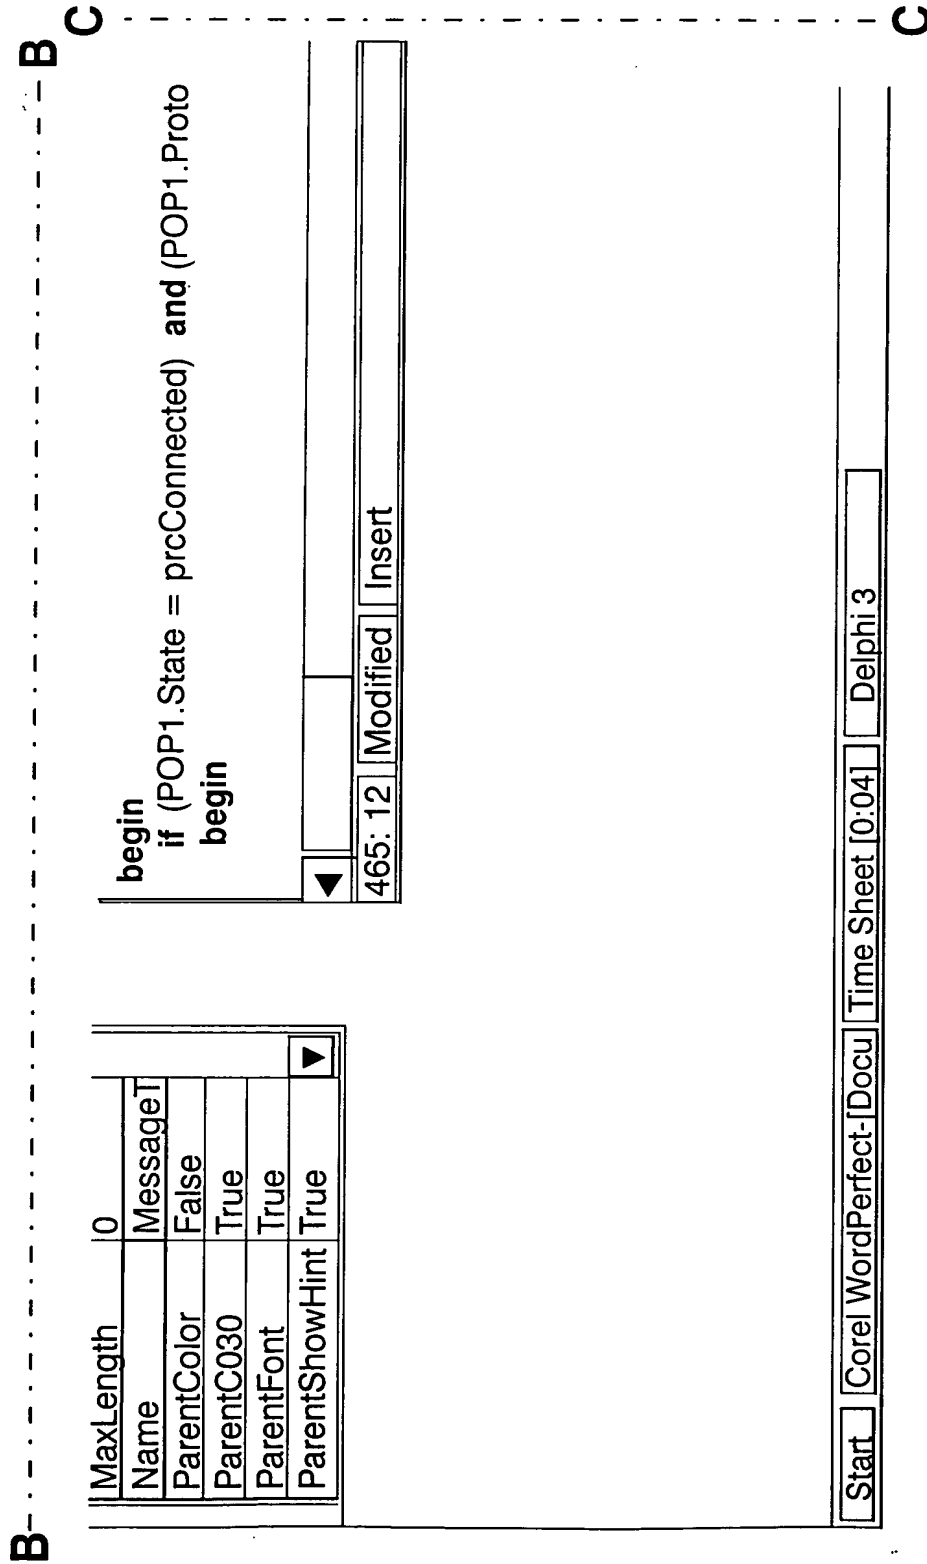 B B
C
begin
if (POP1.State = prcConnected) and (POP1.Proto
begin
MaxLength 0
Name MessageT
ParentColor False
ParentC030 True
ParentFont True
ParentShowHint True
465: 12 Modified Insert
Start Corel WordPerfect-[Docu Time Sheet [0:04] Delphi 3
C